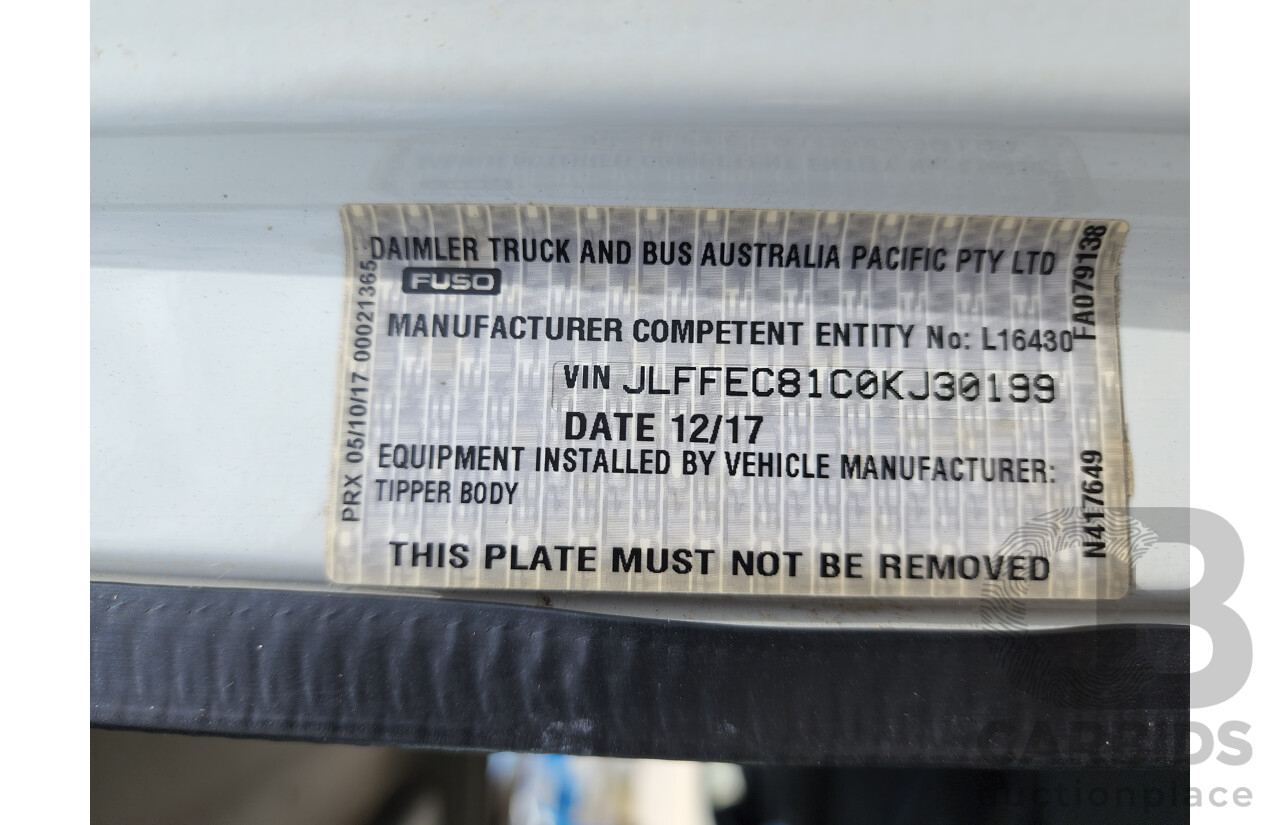 DAIMLER TRUCK AND BUS AUSTRALIA PACIFIC PTY LTD
FUSO
MANUFACTURER COMPETENT ENTITY No: L16430
VIN JLFFEC81C0KJ30199
DATE 12/17
EQUIPMENT INSTALLED BY VEHICLE MANUFACTURER:
TIPPER BODY
THIS PLATE MUST NOT BE REMOVED
PRX 05/10/17 00021365
FA079138
N417649
CARBIDS
auctionplace